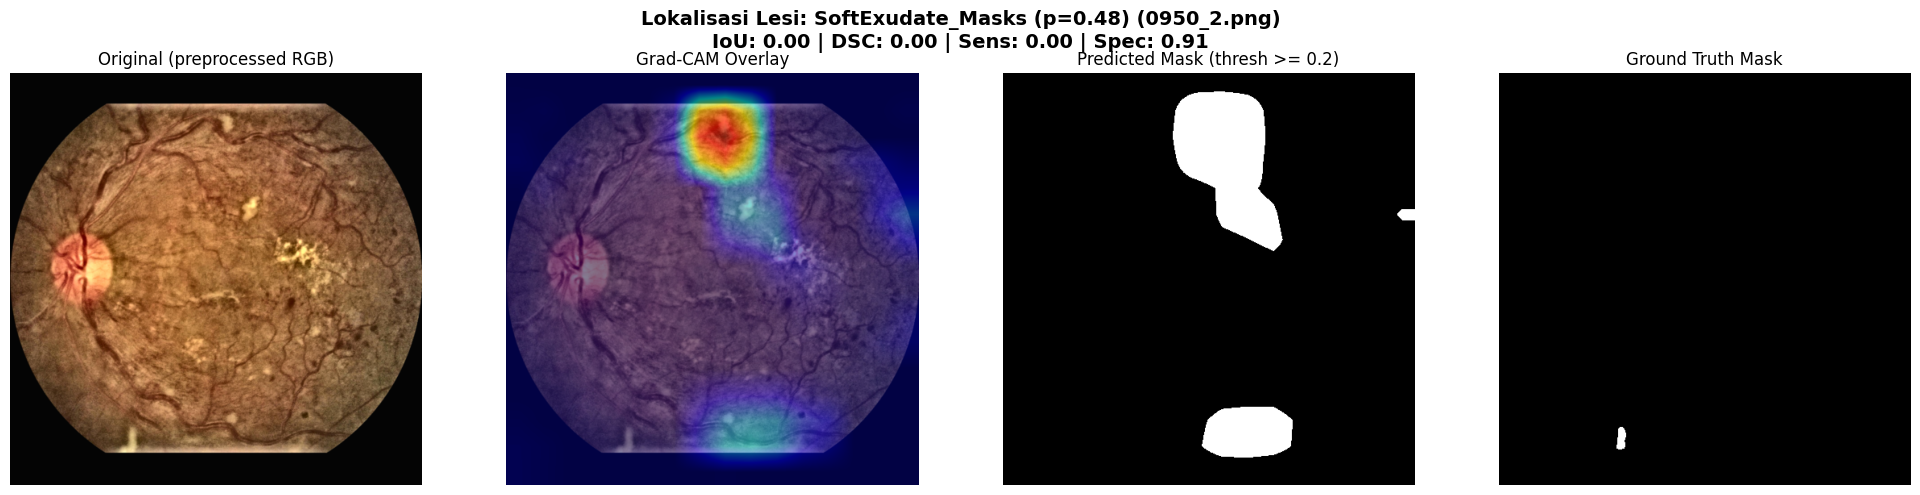 Lokalisasi Lesi: SoftExudate_Masks (p=0.48) (0950_2.png)
IoU: 0.00 | DSC: 0.00 | Sens: 0.00 | Spec: 0.91
Original (preprocessed RGB)
Grad-CAM Overlay
Predicted Mask (thresh >= 0.2)
Ground Truth Mask